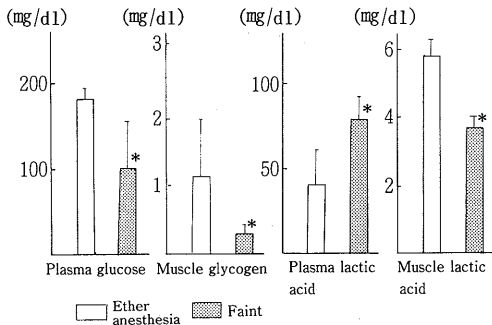 (mg/dl) (mg/dl) (mg/dl) (mg/dl)
200
100
*
Plasma glucose
3
2
1
*
Muscle glycogen
100
50
*
Plasma lactic
acid
6
4
2
*
Muscle lactic
acid
Ether
anesthesia
Faint